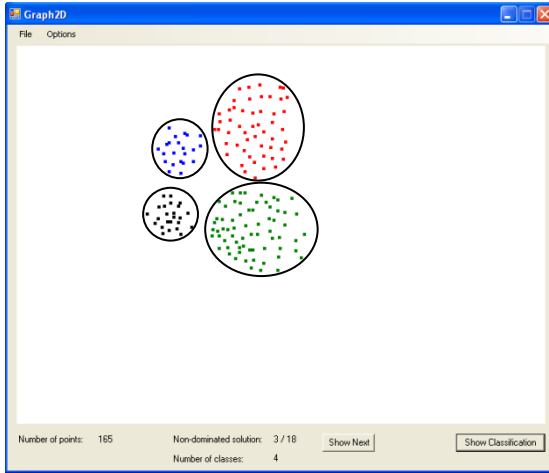 Graph2D
File Options
Number of points: 165 Non-dominated solution: 3 / 18 Show Next Show Classification
Number of classes: 4